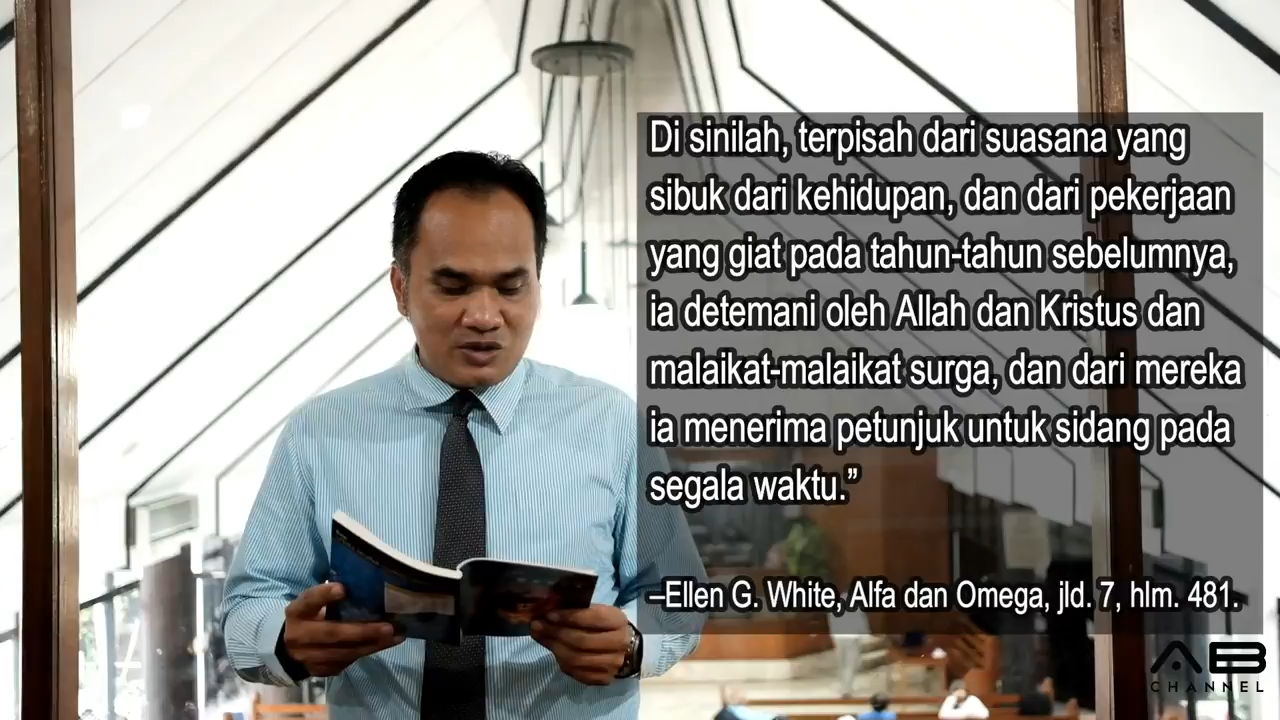 Di sinilah, terpisah dari suasana yang
sibuk dari kehidupan, dan dari pekerjaan
yang giat pada tahun-tahun sebelumnya,
ia detemani oleh Allah dan Kristus dan
malaikat-malaikat surga, dan dari mereka
ia menerima petunjuk untuk sidang pada
segala waktu.”
–Ellen G. White, Alfa dan Omega, jld. 7, hlm. 481.
AB
CHANNEL